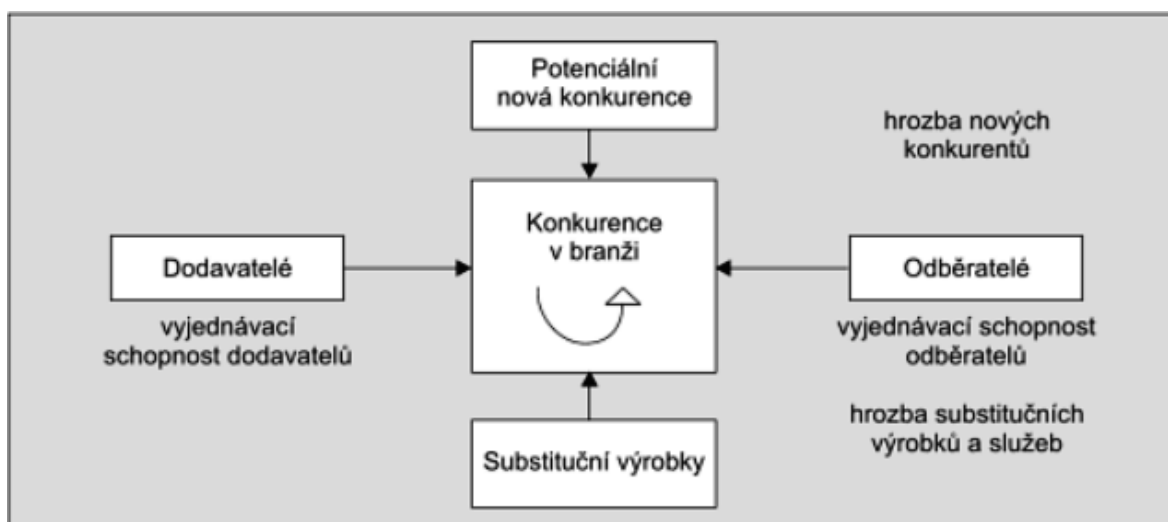 Potenciální
nová konkurence
hrozba nových
konkurentů
Konkurence
v branži
Dodavatelé
Odběratelé
vyjednávací
schopnost dodavatelů
vyjednávací schopnost
odběratelů
hrozba substitučních
výrobků a služeb
Substituční výrobky